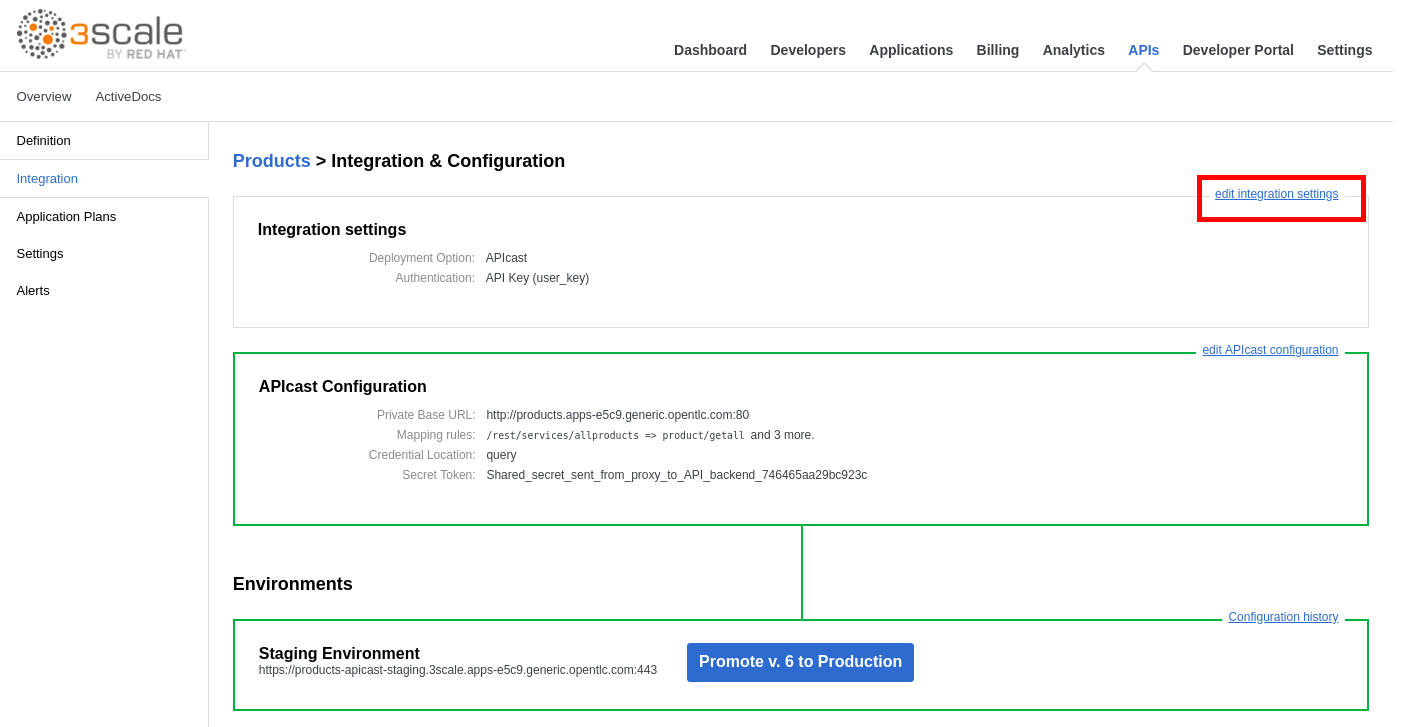 3scale
BY RED HAT
Dashboard Developers Applications Billing Analytics APIs Developer Portal Settings
Overview ActiveDocs
Definition
Integration
Application Plans
Settings
Alerts
Products > Integration & Configuration
edit integration settings
Integration settings
Deployment Option: APIcast
Authentication: API Key (user_key)
edit APIcast configuration
APIcast Configuration
Private Base URL: http://products.apps-e5c9.generic.opentlc.com:80
Mapping rules: /rest/services/allproducts => product/getall and 3 more.
Credential Location: query
Secret Token: Shared_secret_sent_from_proxy_to_API_backend_746465aa29bc923c
Environments
Configuration history
Staging Environment
https://products-apicast-staging.3scale.apps-e5c9.generic.opentlc.com:443
Promote v. 6 to Production